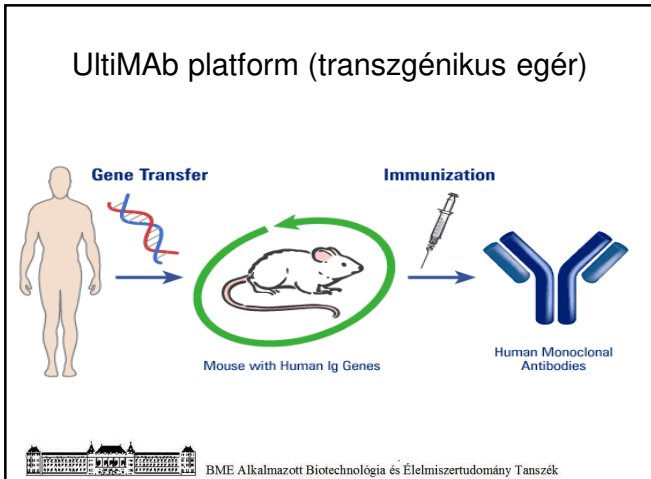 UltiMAb platform (transzgénikus egér)
Gene Transfer
Immunization
Mouse with Human Ig Genes
Human Monoclonal
Antibodies
BME Alkalmazott Biotechnológia és Élelmiszertudomány Tanszék